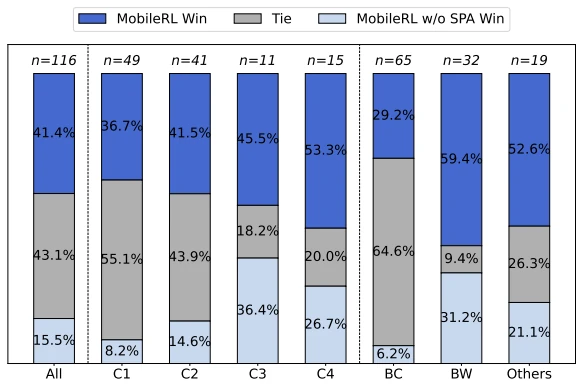 MobileRL Win Tie MobileRL w/o SPA Win
n=116 n=49 n=41 n=11 n=15 n=65 n=32 n=19
41.4% 36.7% 41.5% 45.5% 53.3% 29.2% 59.4% 52.6%
43.1% 55.1% 43.9% 18.2% 20.0% 64.6% 9.4% 26.3%
15.5% 8.2% 14.6% 36.4% 26.7% 6.2% 31.2% 21.1%
All C1 C2 C3 C4 BC BW Others